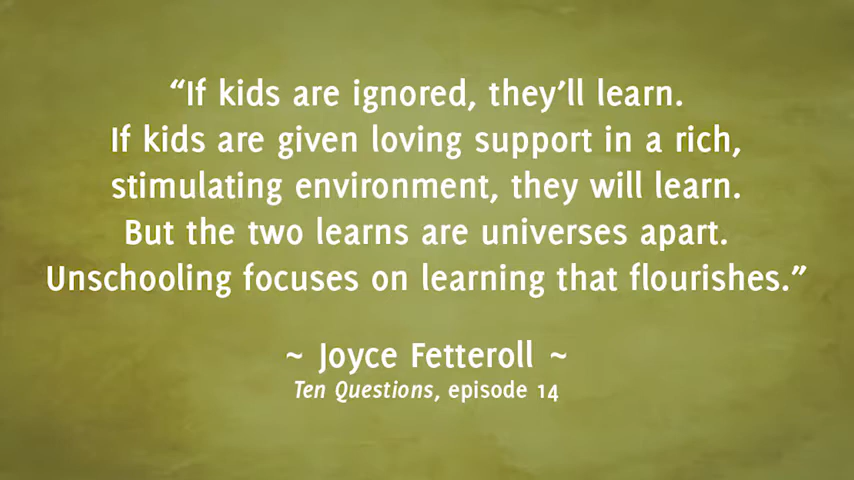 “If kids are ignored, they’ll learn.
If kids are given loving support in a rich,
stimulating environment, they will learn.
But the two learns are universes apart.
Unschooling focuses on learning that flourishes.”
~ Joyce Fetteroll ~
Ten Questions, episode 14